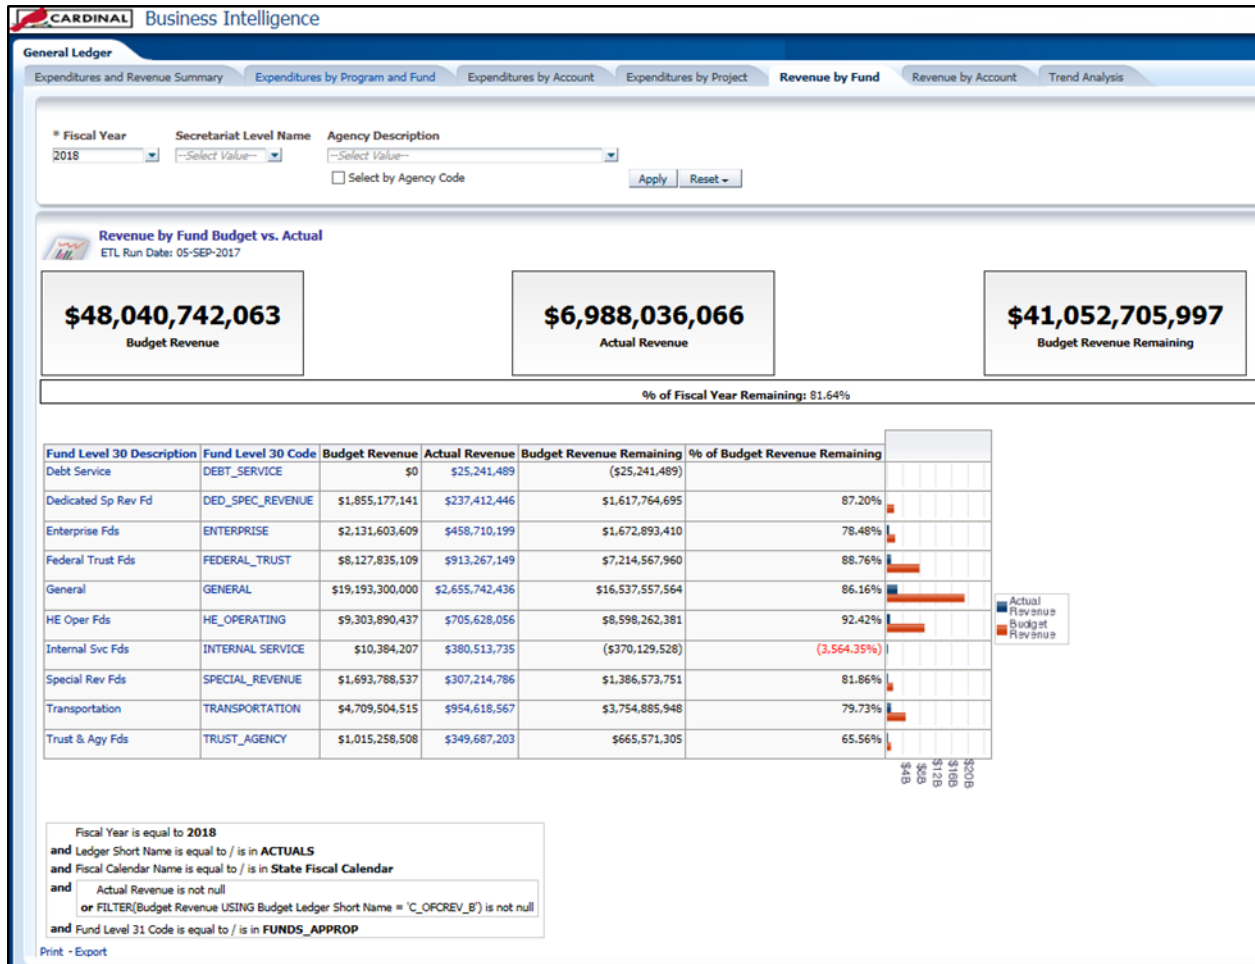 CARDINAL Business Intelligence
General Ledger
Expenditures and Revenue Summary Expenditures by Program and Fund Expenditures by Account Expenditures by Project Revenue by Fund Revenue by Account Trend Analysis
* Fiscal Year Secretariat Level Name Agency Description
2018 --Select Value-- --Select Value--
Select by Agency Code Apply Reset
Revenue by Fund Budget vs. Actual
ETL Run Date: 05-SEP-2017
$48,040,742,063 $6,988,036,066 $41,052,705,997
Budget Revenue Actual Revenue Budget Revenue Remaining
% of Fiscal Year Remaining: 81.64%
Fund Level 30 Description Fund Level 30 Code Budget Revenue Actual Revenue Budget Revenue Remaining % of Budget Revenue Remaining
Debt Service DEBT_SERVICE $0 $25,241,489 ($25,241,489)
Dedicated Sp Rev Fd DED_SPEC_REVENUE $1,855,177,141 $237,412,446 $1,617,764,695 87.20%
Enterprise Fds ENTERPRISE $2,131,603,609 $458,710,199 $1,672,893,410 78.48%
Federal Trust Fds FEDERAL_TRUST $8,127,835,109 $913,267,149 $7,214,567,960 88.76%
General GENERAL $19,193,300,000 $2,655,742,436 $16,537,557,564 86.16%
HE Oper Fds HE_OPERATING $9,303,890,437 $705,628,056 $8,598,262,381 92.42%
Internal Svc Fds INTERNAL SERVICE $10,384,207 $380,513,735 ($370,129,528) (3,564.35%)
Special Rev Fds SPECIAL_REVENUE $1,693,788,537 $307,214,786 $1,386,573,751 81.86%
Transportation TRANSPORTATION $4,709,504,515 $954,618,567 $3,754,885,948 79.73%
Trust & Agy Fds TRUST_AGENCY $1,015,258,508 $349,687,203 $665,571,305 65.56%
Actual
Revenue
Budget
Revenue
$4B $8B $12B $16B $20B
Fiscal Year is equal to 2018
and Ledger Short Name is equal to / is in ACTUALS
and Fiscal Calendar Name is equal to / is in State Fiscal Calendar
and Actual Revenue is not null
or FILTER(Budget Revenue USING Budget Ledger Short Name = 'C_OFCREV_B') is not null
and Fund Level 31 Code is equal to / is in FUNDS_APPROP
Print - Export